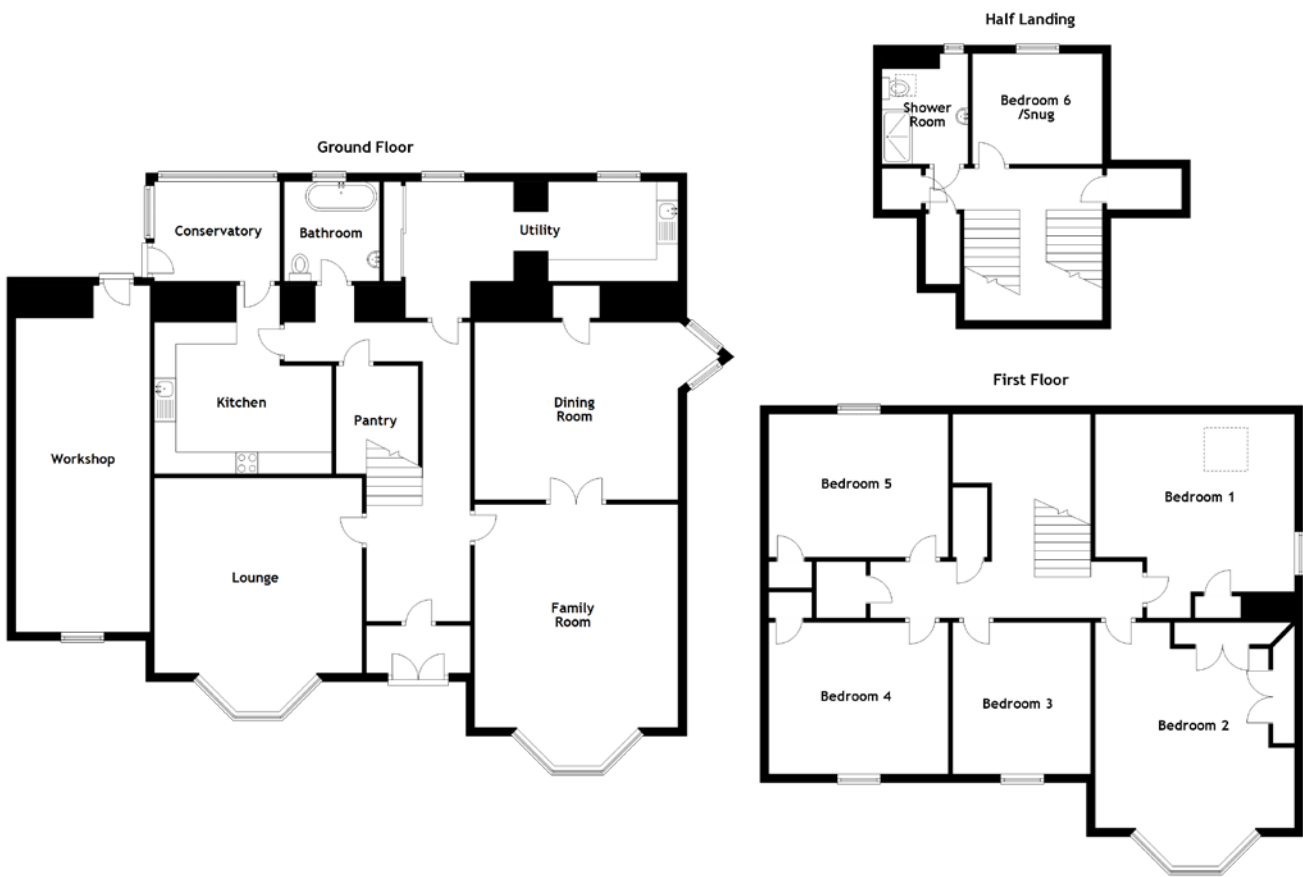 Half Landing
Shower
Room
Bedroom 6
/Snug
Ground Floor
Conservatory
Bathroom
Utility
Kitchen
Pantry
Dining
Room
Workshop
Lounge
Family
Room
First Floor
Bedroom 5
Bedroom 1
Bedroom 4
Bedroom 3
Bedroom 2